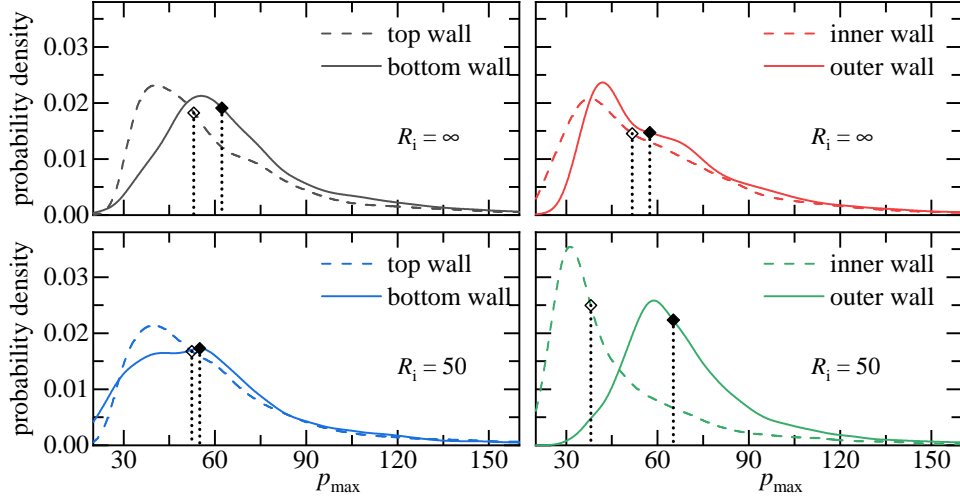 probability density
0.03
0.02
0.01
0.00
top wall
bottom wall
R_i = ∞
inner wall
outer wall
R_i = ∞
probability density
0.03
0.02
0.01
0.00
top wall
bottom wall
R_i = 50
inner wall
outer wall
R_i = 50
30 60 90 120 150
30 60 90 120 150
p_max
p_max